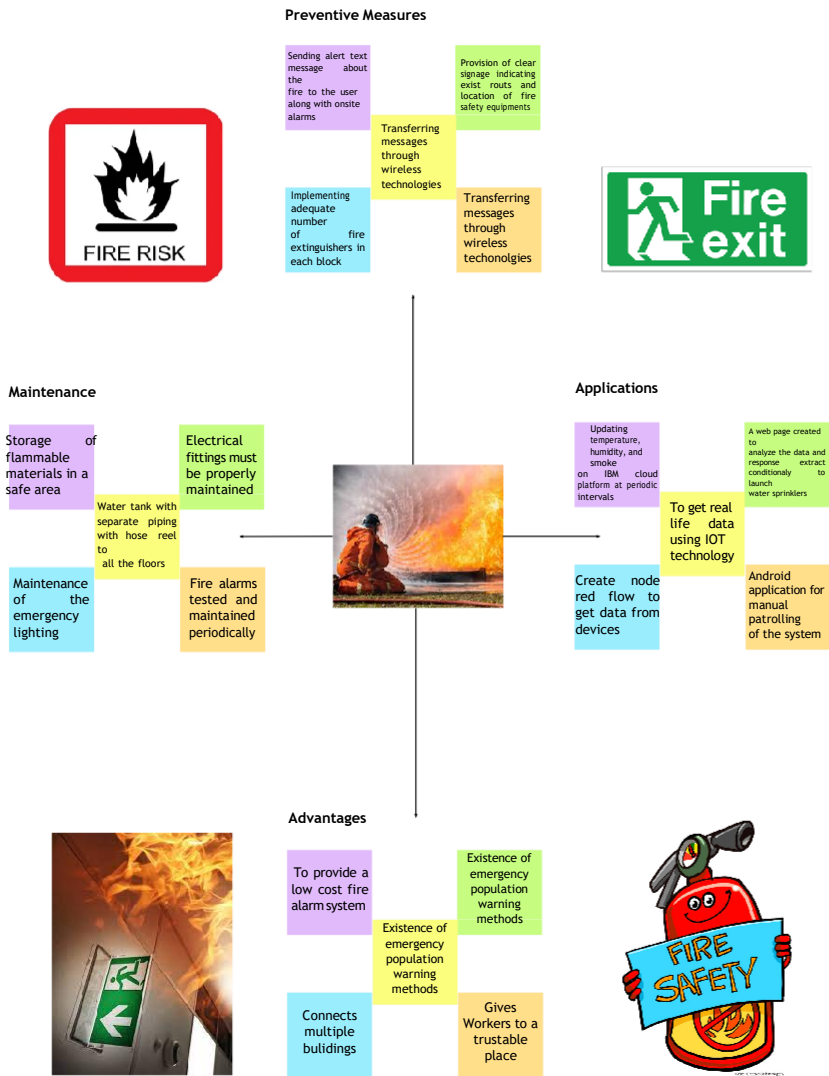 Preventive Measures
Sending alert text
message about
the
fire to the user
along with onsite
alarms
Provision of clear
signage indicating
exist routs and
location of fire
safety equipments
Transferring
messages
through
wireless
technologies
Implementing
adequate
number
of fire
extinguishers in
each block
Transferring
messages
through
wireless
techonolgies
FIRE RISK
Fire
exit
Maintenance
Storage of
flammable
materials in a
safe area
Electrical
fittings must
be properly
maintained
Water tank with
separate piping
with hose reel
to
all the floors
Maintenance
of the
emergency
lighting
Fire alarms
tested and
maintained
periodically
Applications
Updating
temperature,
humidity, and
smoke
on IBM cloud
platform at periodic
intervals
A web page created
to
analyze the data and
response extract
conditionaly to
launch
water sprinklers
To get real
life data
using IOT
technology
Create node
red flow to
get data from
devices
Android
application for
manual
patrolling
of the system
Advantages
To provide a
low cost fire
alarm system
Existence of
emergency
population
warning
methods
Existence of
emergency
population
warning
methods
Connects
multiple
bulidings
Gives
Workers to a
trustable
place
FIRE
SAFETY